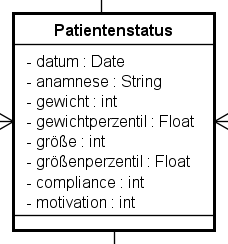 Patientenstatus
- datum : Date
- anamnese : String
- gewicht : int
- gewichtperzentil : Float
- größe : int
- größenperzentil : Float
- compliance : int
- motivation : int